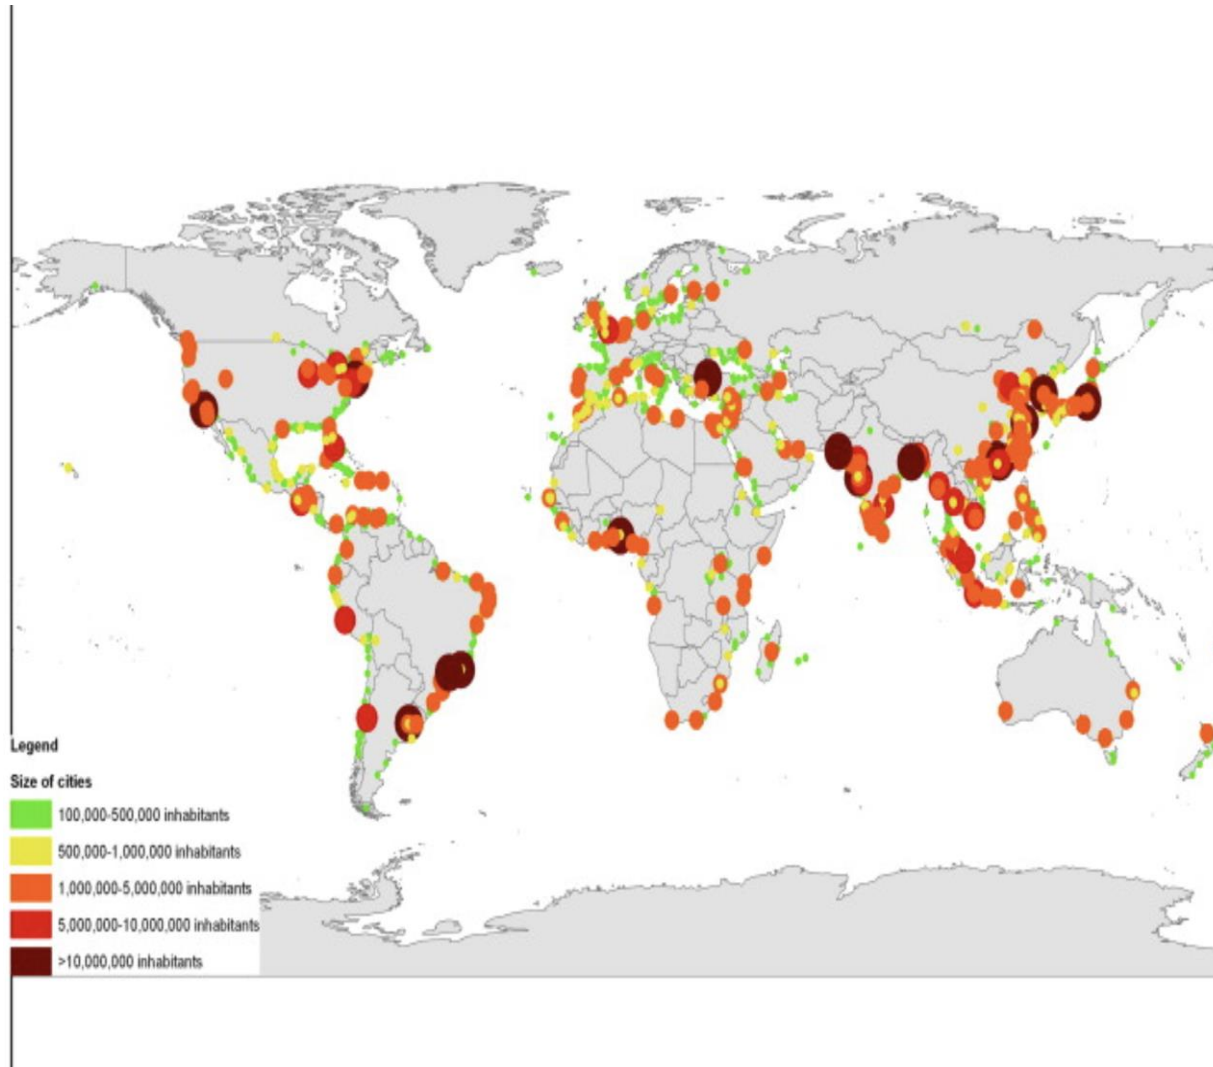 Legend
Size of cities
100,000-500,000 inhabitants
500,000-1,000,000 inhabitants
1,000,000-5,000,000 inhabitants
5,000,000-10,000,000 inhabitants
>10,000,000 inhabitants